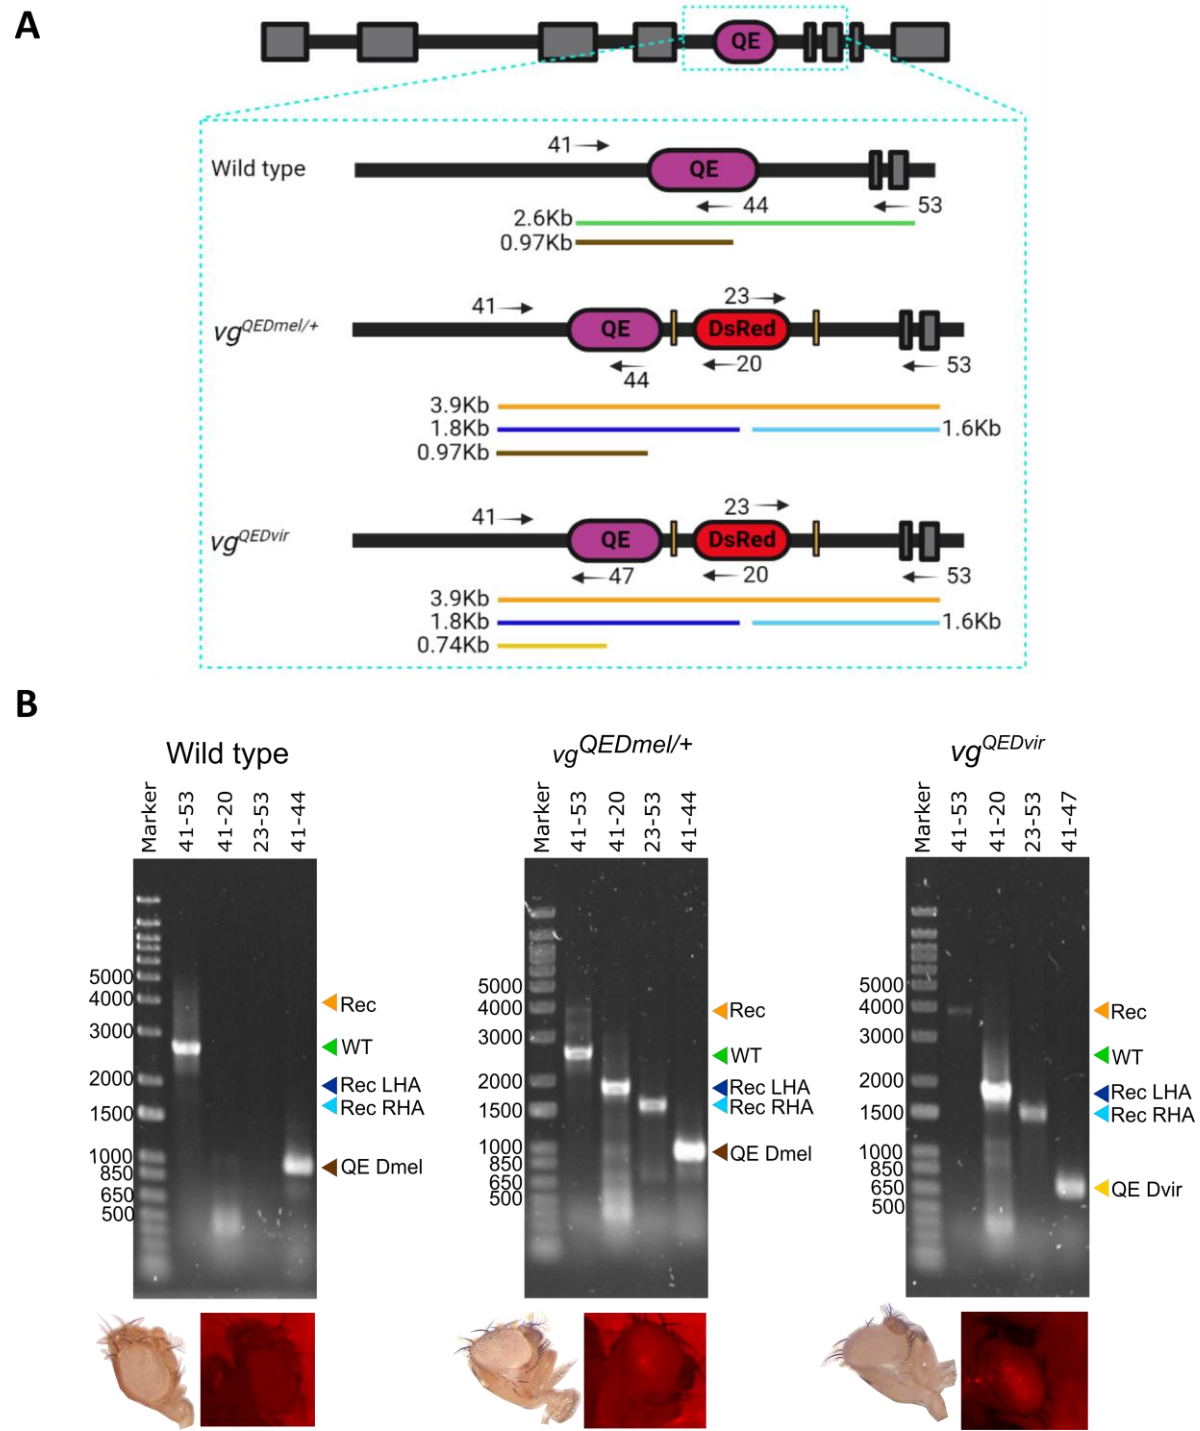 A
QE
41
Wild type
QE
44
53
2.6Kb
0.97Kb
23
41
vgQEDmel/+
QE
DsRed
20
53
44
3.9Kb
1.8Kb
1.6Kb
0.97Kb
23
41
vgQEDvir
QE
DsRed
47
20
53
3.9Kb
1.8Kb
1.6Kb
0.74Kb
B
Wild type
Marker
41-53
41-20
23-53
41-44
5000
4000
3000
2000
1500
1000
850
650
500
Rec
WT
Rec LHA
Rec RHA
QE Dmel
vgQEDmel/+
Marker
41-53
41-20
23-53
41-44
5000
4000
3000
2000
1500
1000
850
650
500
Rec
WT
Rec LHA
Rec RHA
QE Dmel
vgQEDvir
Marker
41-53
41-20
23-53
41-47
5000
4000
3000
2000
1500
1000
850
650
500
Rec
WT
Rec LHA
Rec RHA
QE Dvir